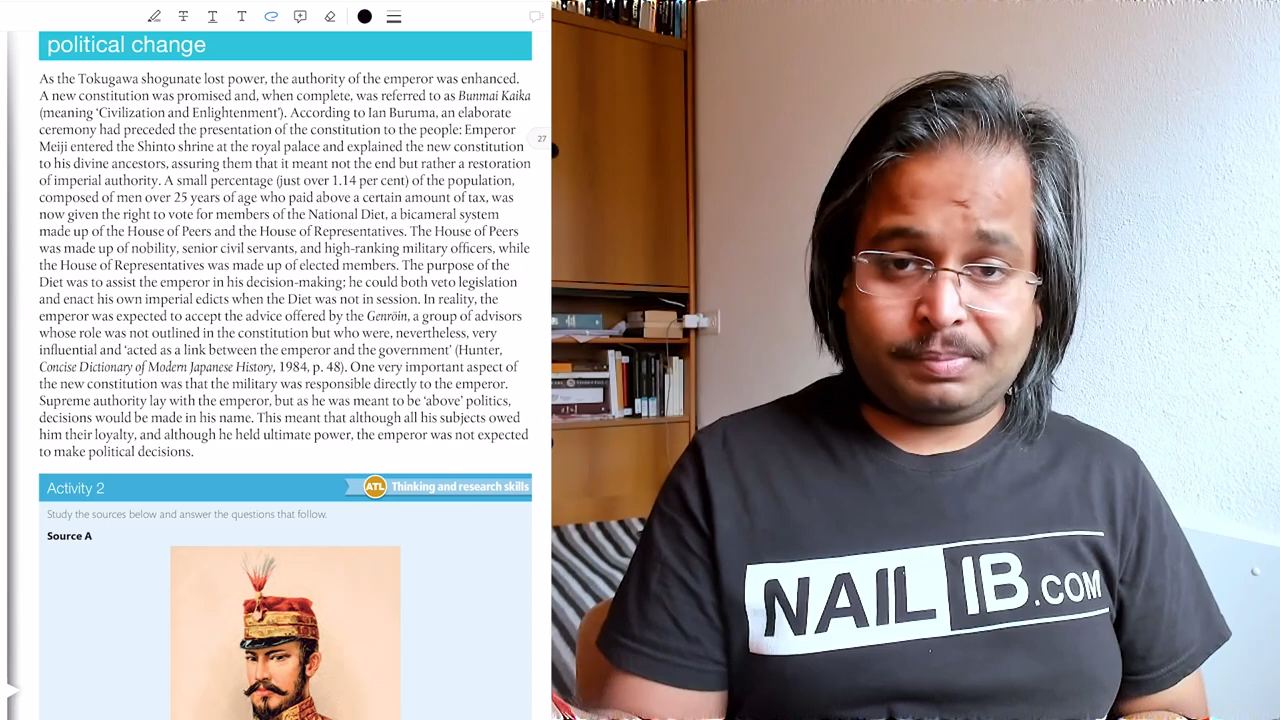 political change
As the Tokugawa shogunate lost power, the authority of the emperor was enhanced.
A new constitution was promised and, when complete, was referred to as Bunmai Kaika
(meaning ‘Civilization and Enlightenment’). According to Ian Buruma, an elaborate
ceremony had preceded the presentation of the constitution to the people: Emperor
Meiji entered the Shinto shrine at the royal palace and explained the new constitution
to his divine ancestors, assuring them that it meant not the end but rather a restoration
of imperial authority. A small percentage (just over 1.14 per cent) of the population,
composed of men over 25 years of age who paid above a certain amount of tax, was
now given the right to vote for members of the National Diet, a bicameral system
made up of the House of Peers and the House of Representatives. The House of Peers
was made up of nobility, senior civil servants, and high-ranking military officers, while
the House of Representatives was made up of elected members. The purpose of the
Diet was to assist the emperor in his decision-making; he could both veto legislation
and enact his own imperial edicts when the Diet was not in session. In reality, the
emperor was expected to accept the advice offered by the Genrōin, a group of advisors
whose role was not outlined in the constitution but who were, nevertheless, very
influential and ‘acted as a link between the emperor and the government’ (Hunter,
Concise Dictionary of Modern Japanese History, 1984, p. 48). One very important aspect of
the new constitution was that the military was responsible directly to the emperor.
Supreme authority lay with the emperor, but as he was meant to be ‘above’ politics,
decisions would be made in his name. This meant that although all his subjects owed
him their loyalty, and although he held ultimate power, the emperor was not expected
to make political decisions.
27
Activity 2
ATL Thinking and research skills
Study the sources below and answer the questions that follow.
Source A
NAIL IB.COM